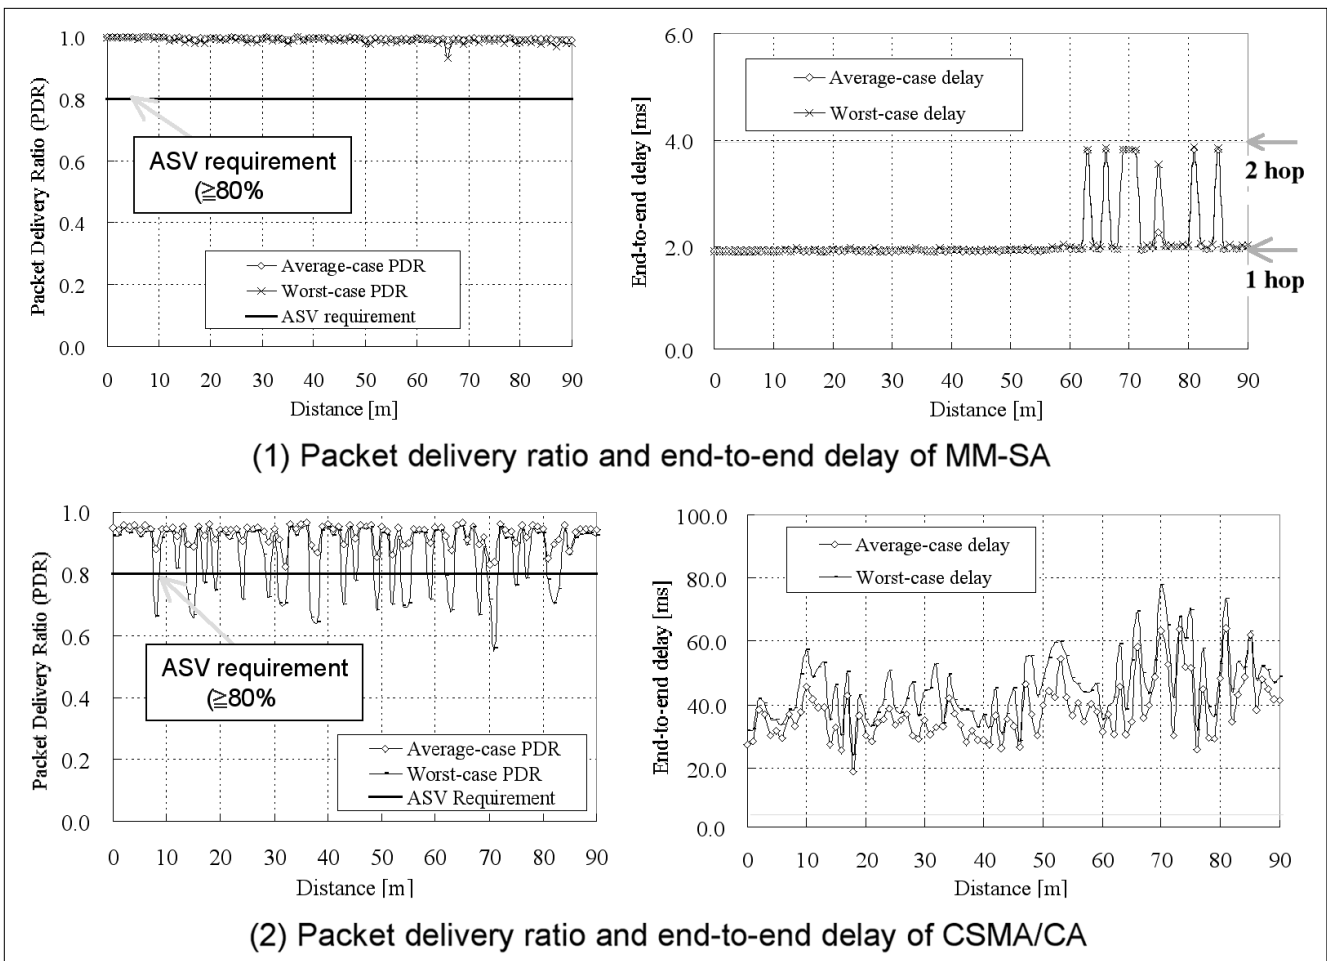 1.0
0.8
0.6
0.4
0.2
0.0
Packet Delivery Ratio (PDR)
ASV requirement
(≧80%
Average-case PDR
Worst-case PDR
ASV requirement
0 10 20 30 40 50 60 70 80 90
Distance [m]
6.0
4.0
2.0
0.0
End-to-end delay [ms]
Average-case delay
Worst-case delay
2 hop
1 hop
0 10 20 30 40 50 60 70 80 90
Distance [m]
(1) Packet delivery ratio and end-to-end delay of MM-SA
1.0
0.8
0.6
0.4
0.2
0.0
Packet Delivery Ratio (PDR)
ASV requirement
(≧80%
Average-case PDR
Worst-case PDR
ASV Requirement
0 10 20 30 40 50 60 70 80 90
Distance [m]
100.0
80.0
60.0
40.0
20.0
0.0
End-to-end delay [ms]
Average-case delay
Worst-case delay
0 10 20 30 40 50 60 70 80 90
Distance [m]
(2) Packet delivery ratio and end-to-end delay of CSMA/CA